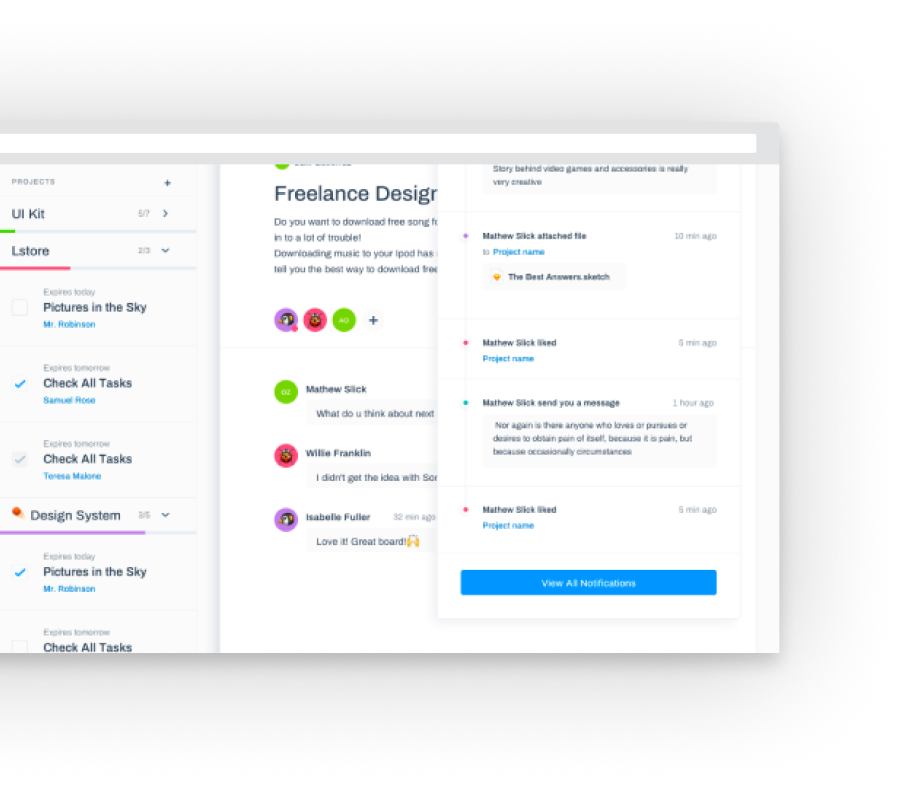 PROJECTS +
UI Kit 5/7
Lstore 2/3
Expires today
Pictures in the Sky
Mr. Robinson
Expires tomorrow
Check All Tasks
Samuel Rose
Expires tomorrow
Check All Tasks
Teresa Malone
Design System 3/5
Expires today
Pictures in the Sky
Mr. Robinson
Expires tomorrow
Check All Tasks
Freelance Design
Do you want to download free song
in to a lot of trouble!
Downloading music to your Ipod has
tell you the best way to download free
AO +
OZ
Mathew Slick
What do u think about next
Willie Franklin
I didn't get the idea with
Isabelle Fuller 32 min ago
Love it! Great board!🙌
Story behind video games and accessories is really
very creative
Mathew Slick attached file 10 min ago
to Project name
The Best Answers.sketch
Mathew Slick liked 5 min ago
Project name
Mathew Slick send you a message 1 hour ago
Nor again is there anyone who loves or pursues or
desires to obtain pain of itself, because it is pain, but
because occasionally circumstances
Mathew Slick liked 5 min ago
Project name
View All Notifications